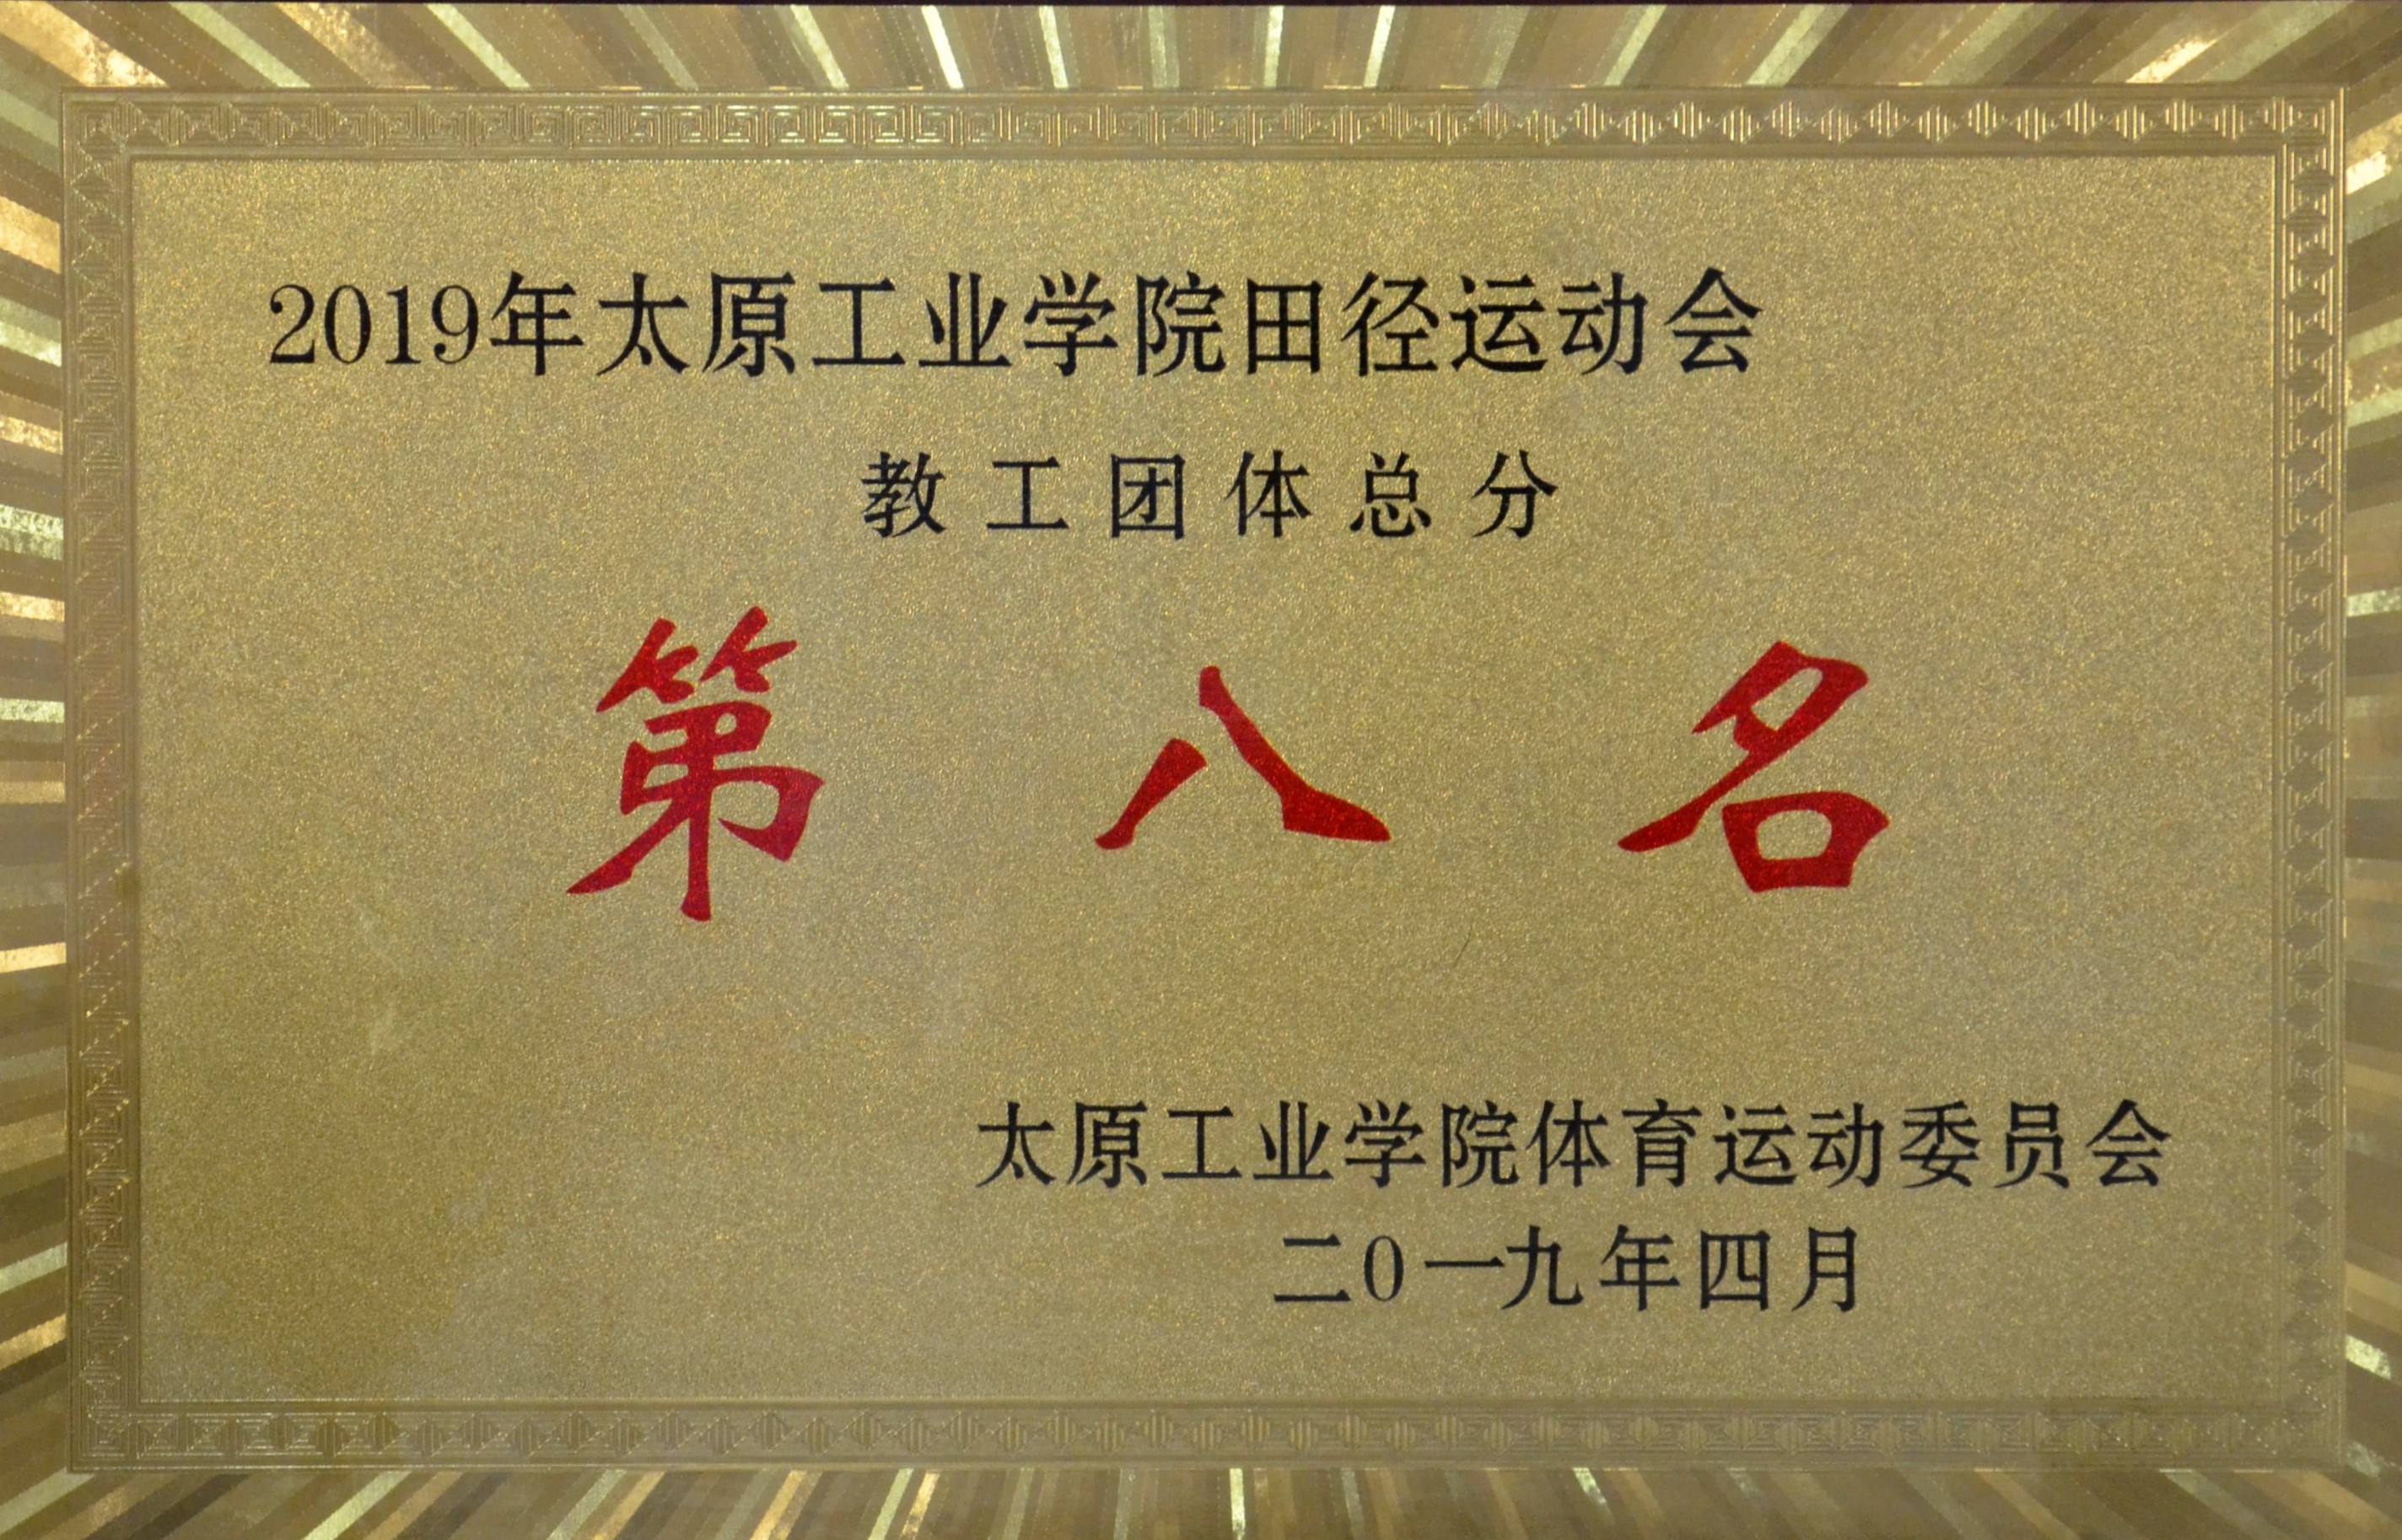 2019年太原工业学院田径运动会
教工团体总分
第八名
太原工业学院体育运动委员会
二0一九年四月